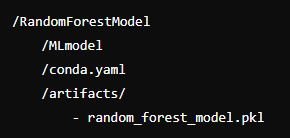 /RandomForestModel
/MLmodel
/conda.yaml
/artifacts/
- random_forest_model.pkl